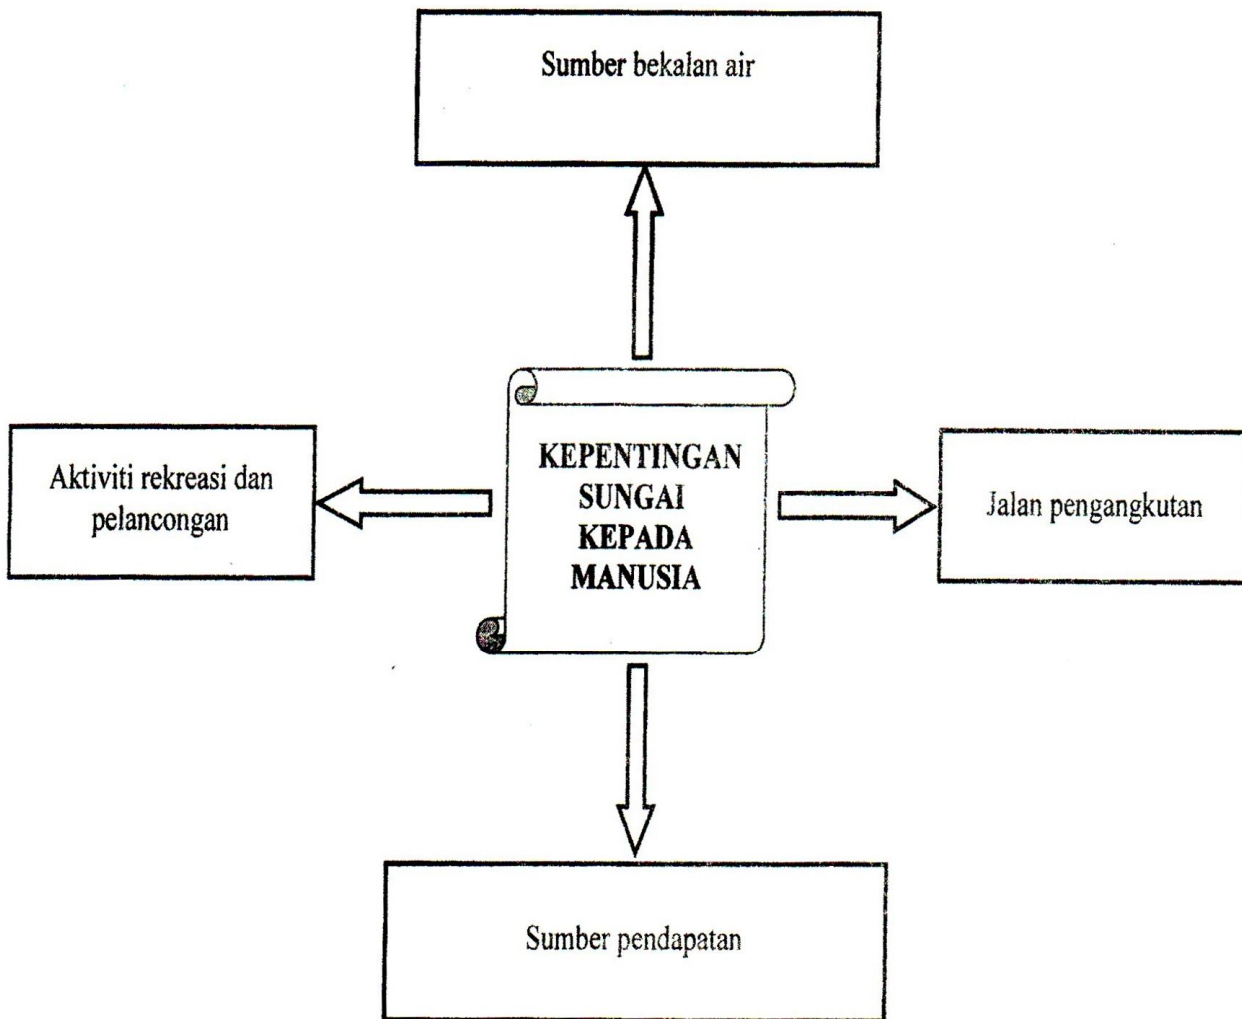 Sumber bekalan air
Aktiviti rekreasi dan
pelancongan
KEPENTINGAN
SUNGAI
KEPADA
MANUSIA
Jalan pengangkutan
Sumber pendapatan